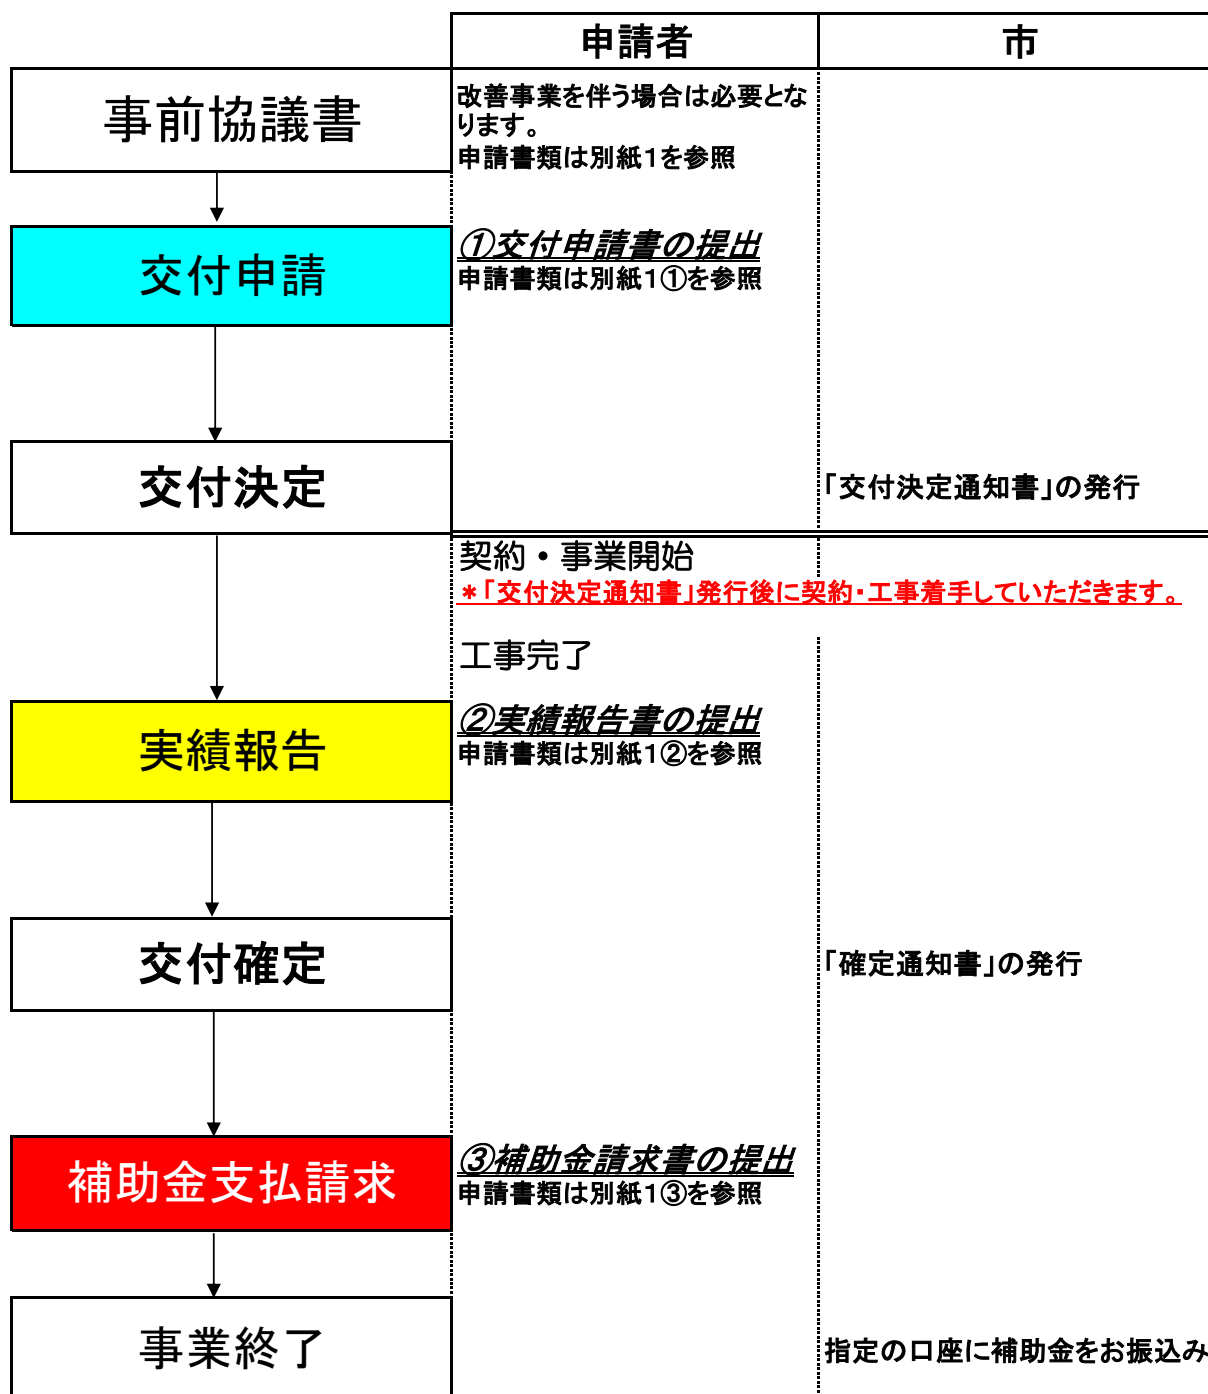 申請者
市
事前協議書
改善事業を伴う場合は必要とな
ります。
申請書類は別紙1を参照
交付申請
①交付申請書の提出
申請書類は別紙1①を参照
交付決定
「交付決定通知書」の発行
契約・事業開始
*「交付決定通知書」発行後に契約・工事着手していただきます。
工事完了
実績報告
②実績報告書の提出
申請書類は別紙1②を参照
交付確定
「確定通知書」の発行
補助金支払請求
③補助金請求書の提出
申請書類は別紙1③を参照
事業終了
指定の口座に補助金をお振込み